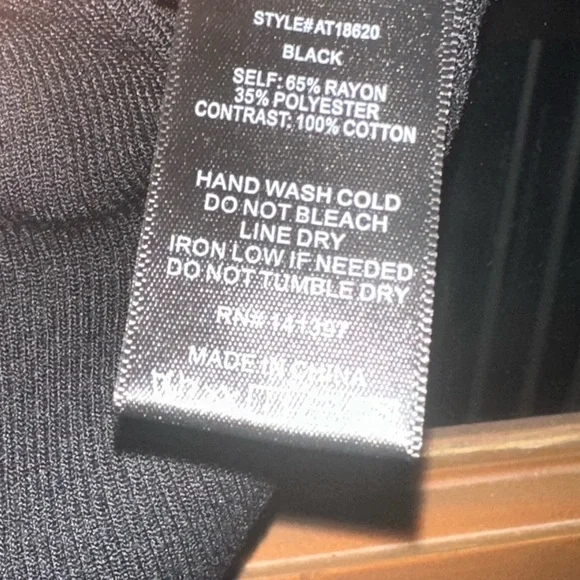 STYLE#AT18620
BLACK
SELF: 65% RAYON
35% POLYESTER
CONTRAST: 100% COTTON
HAND WASH COLD
DO NOT BLEACH
LINE DRY
IRON LOW IF NEEDED
DO NOT TUMBLE DRY
RN# 141397
MADE IN CHINA